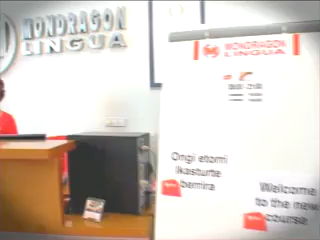 MONDRAGON
LINGUA
MONDRAGON
LINGUA
Ongi etorri
Ikasturte
berrira
Welcome
to the new
course